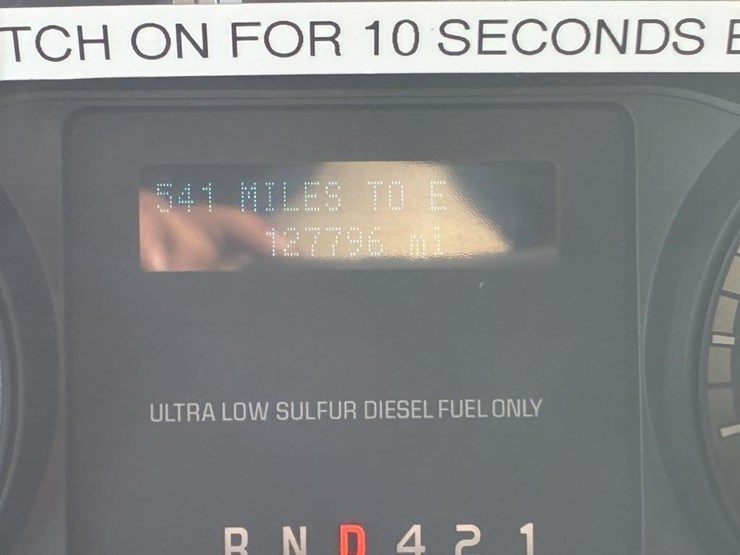 TCH ON FOR 10 SECONDS
541 MILES TO E
127796 mi
ULTRA LOW SULFUR DIESEL FUEL ONLY
R N D 4 2 1